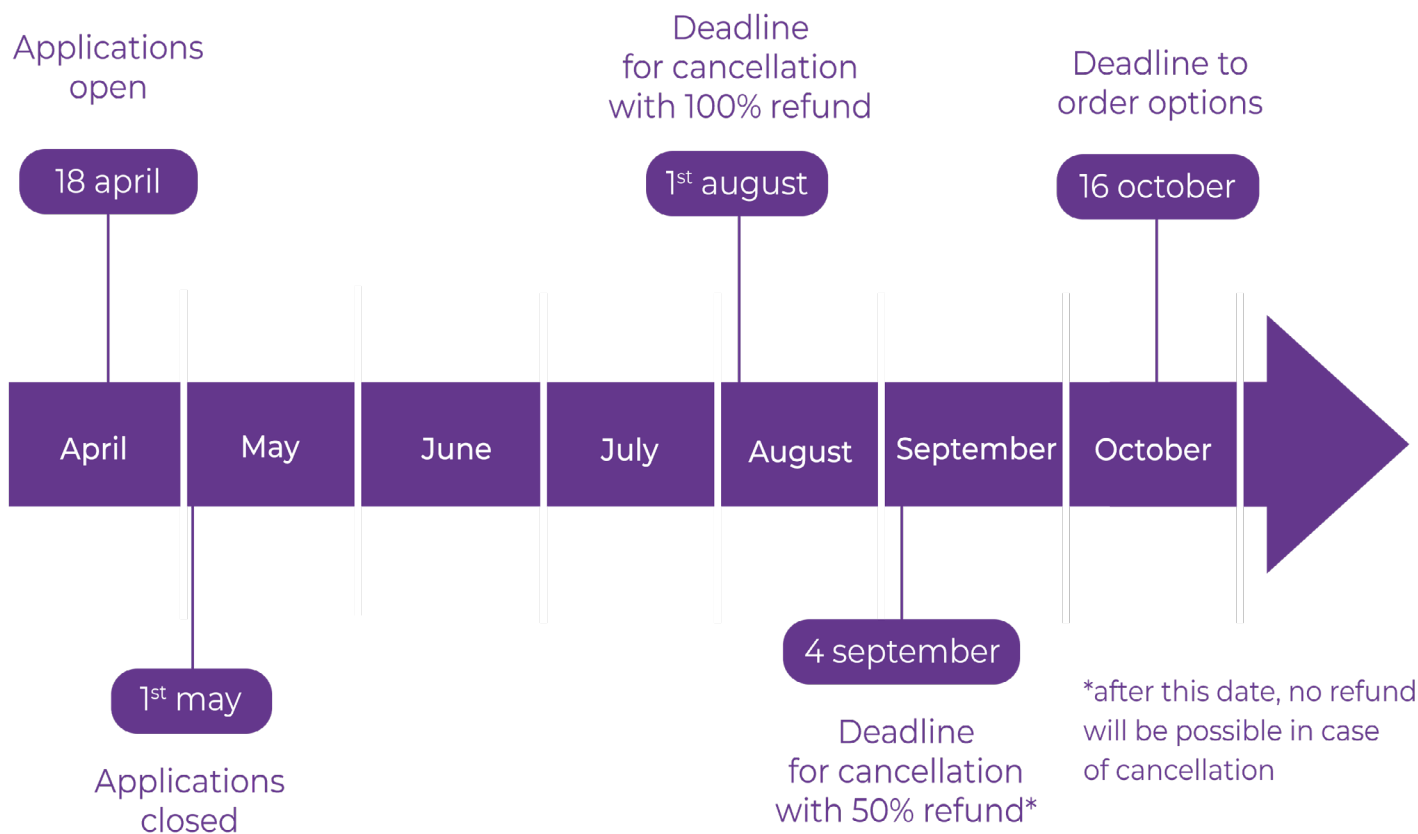 Applications
open
18 april
Deadline
for cancellation
with 100% refund
1st august
Deadline to
order options
16 october
April
May
June
July
August
September
October
1st may
Applications
closed
4 september
Deadline
for cancellation
with 50% refund*
*after this date, no refund
will be possible in case
of cancellation